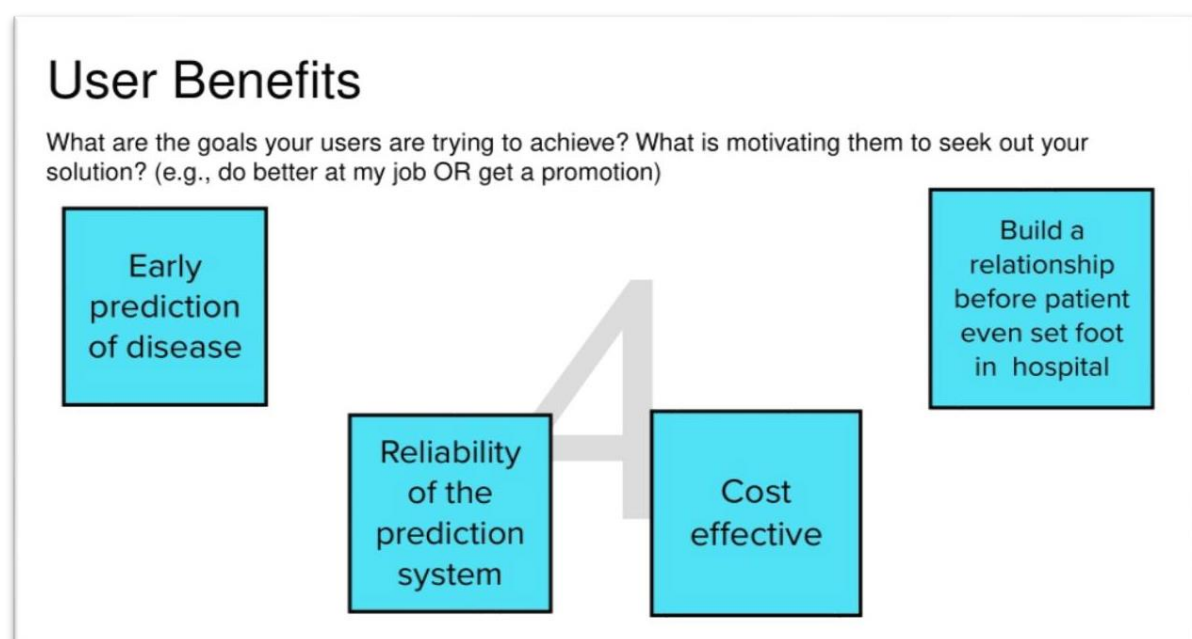 User Benefits
What are the goals your users are trying to achieve? What is motivating them to seek out your
solution? (e.g., do better at my job OR get a promotion)
Early
prediction
of disease
Reliability
of the
prediction
system
4
Cost
effective
Build a
relationship
before patient
even set foot
in hospital